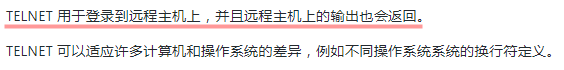 TELNET 用于登录到远程主机上，并且远程主机上的输出也会返回。
TELNET 可以适应许多计算机和操作系统的差异，例如不同操作系统系统的换行符定义。